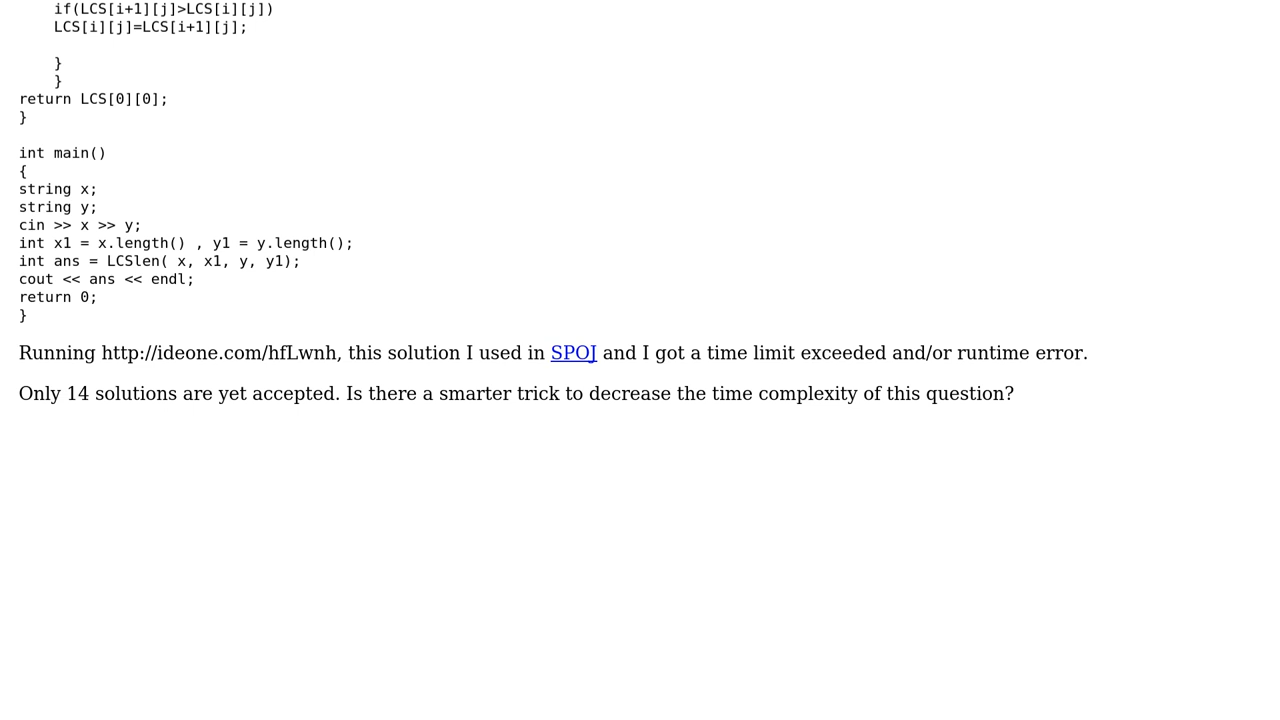 if(LCS[i+1][j]>LCS[i][j])
LCS[i][j]=LCS[i+1][j];
}
}
return LCS[0][0];
}
int main()
{
string x;
string y;
cin >> x >> y;
int x1 = x.length() , y1 = y.length();
int ans = LCSlen( x, x1, y, y1);
cout << ans << endl;
return 0;
}
Running http://ideone.com/hfLwnh, this solution I used in SPOJ and I got a time limit exceeded and/or runtime error.
Only 14 solutions are yet accepted. Is there a smarter trick to decrease the time complexity of this question?